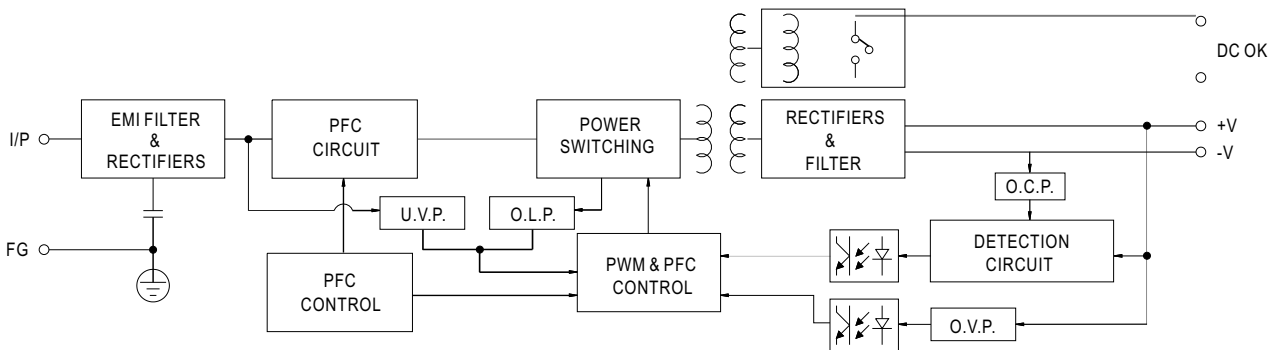 DC OK
I/P
EMI FILTER
&
RECTIFIERS
PFC
CIRCUIT
POWER
SWITCHING
RECTIFIERS
&
FILTER
+V
-V
O.C.P.
U.V.P.
O.L.P.
FG
PFC
CONTROL
PWM & PFC
CONTROL
DETECTION
CIRCUIT
O.V.P.